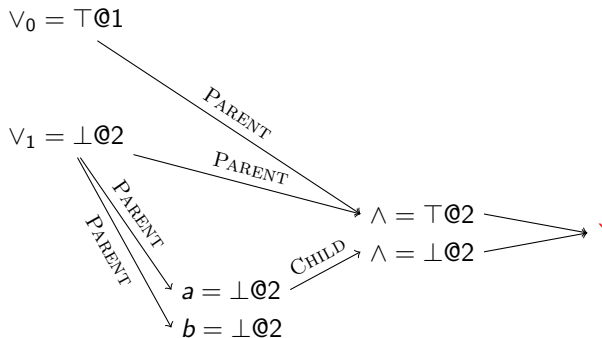 ∨₀ = ⊤@1
PARENT
∨₁ = ⊥@2
PARENT
PARENT
PARENT
∧ = ⊤@2
CHILD
∧ = ⊥@2
a = ⊥@2
b = ⊥@2